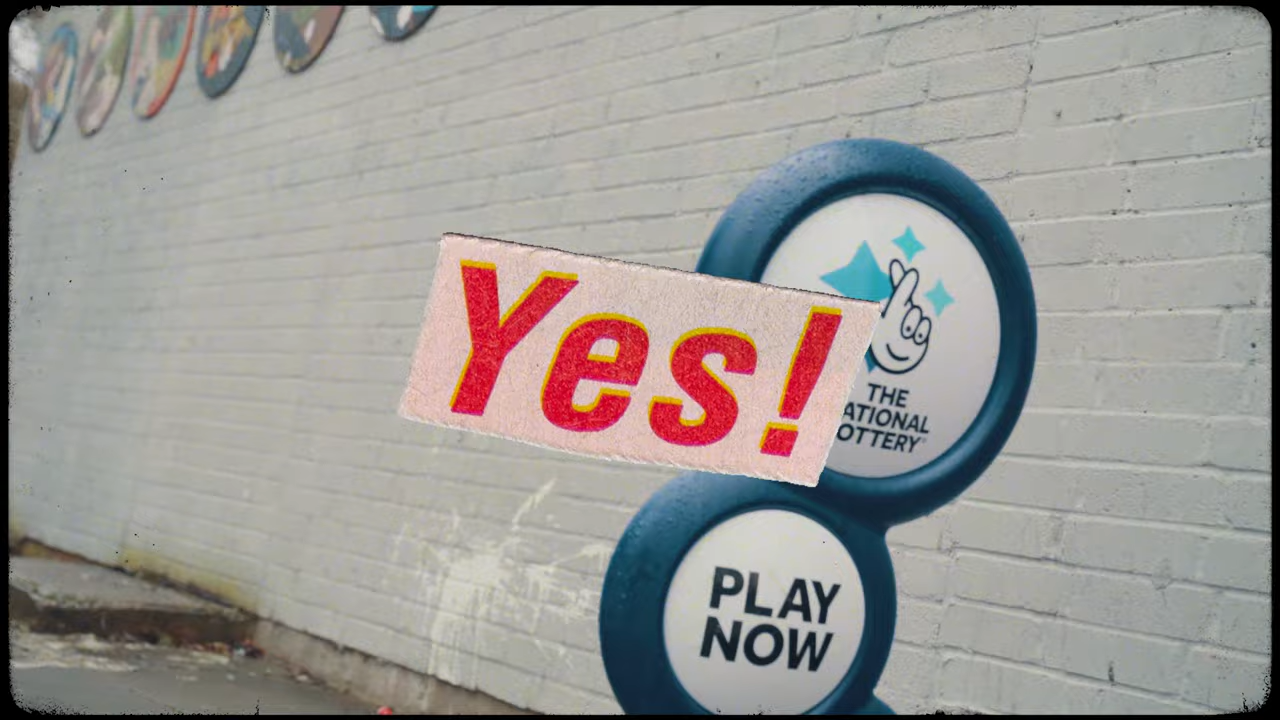 Yes!
THE
ATIONAL
OTTERY
PLAY
NOW